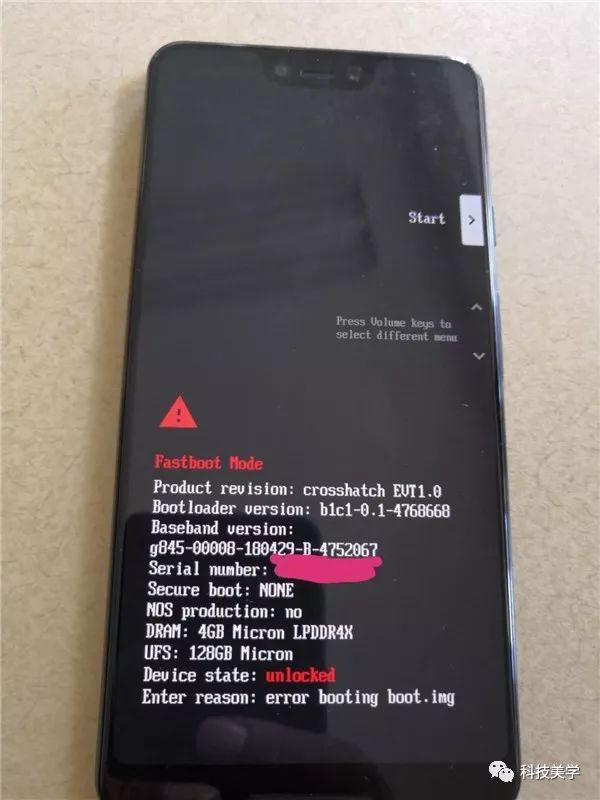 Start
Press Volume keys to
select different menu
Fastboot Mode
Product revision: crosshatch EVT1.0
Bootloader version: b1c1-0.1-4768668
Baseband version:
g845-00008-180429-B-4752067
Serial number:
Secure boot: NONE
NOS production: no
DRAM: 4GB Micron LPDDR4X
UFS: 128GB Micron
Device state: unlocked
Enter reason: error booting boot.img
科技美学